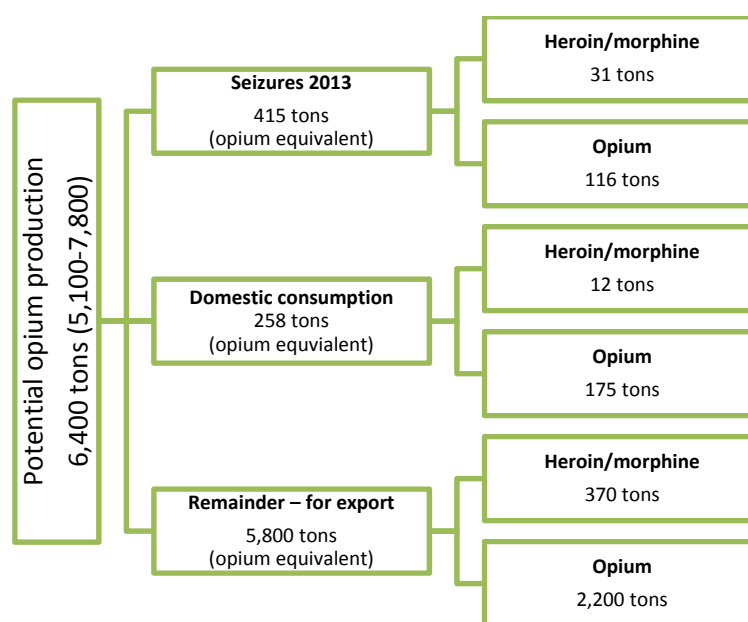 Potential opium production
6,400 tons (5,100-7,800)
Seizures 2013
415 tons
(opium equivalent)
Heroin/morphine
31 tons
Opium
116 tons
Domestic consumption
258 tons
(opium equvialent)
Heroin/morphine
12 tons
Opium
175 tons
Remainder – for export
5,800 tons
(opium equivalent)
Heroin/morphine
370 tons
Opium
2,200 tons